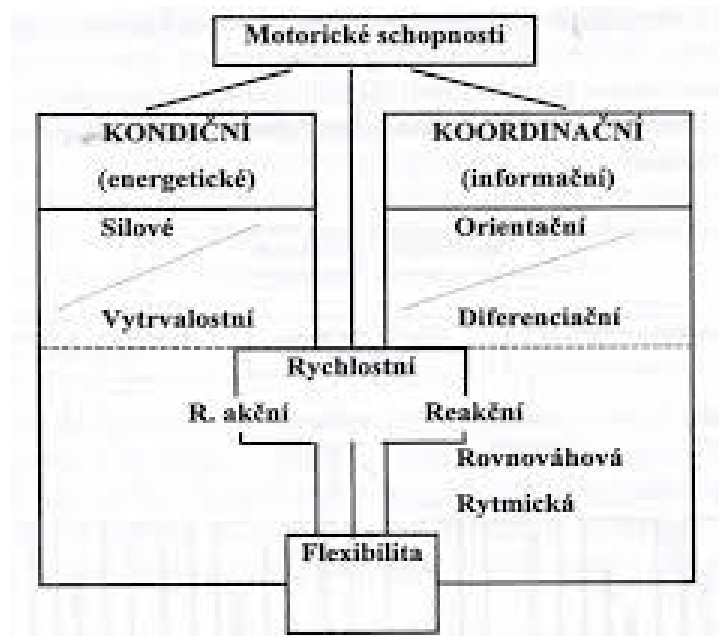 Motorické schopnosti
KONDIČNÍ
(energetické)
KOORDINAČNÍ
(informační)
Silové
Vytrvalostní
Orientační
Diferenciační
Rychlostní
R. akční
Reakční
Rovnováhová
Rytmická
Flexibilita